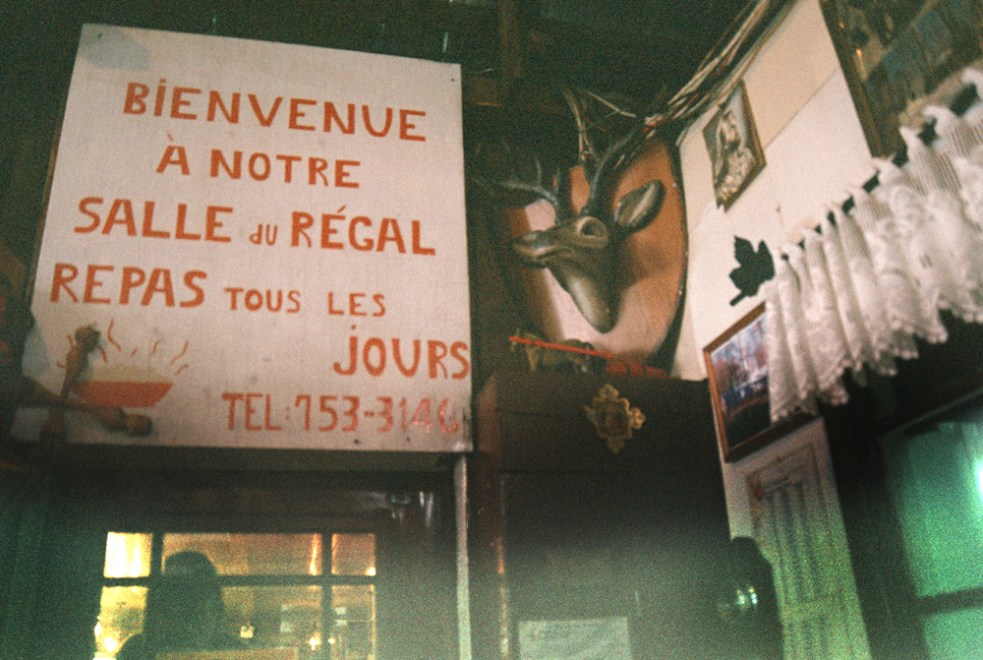 BIENVENUE
À NOTRE
SALLE DU RÉGAL
REPAS TOUS LES
JOURS
TEL: 753-3146